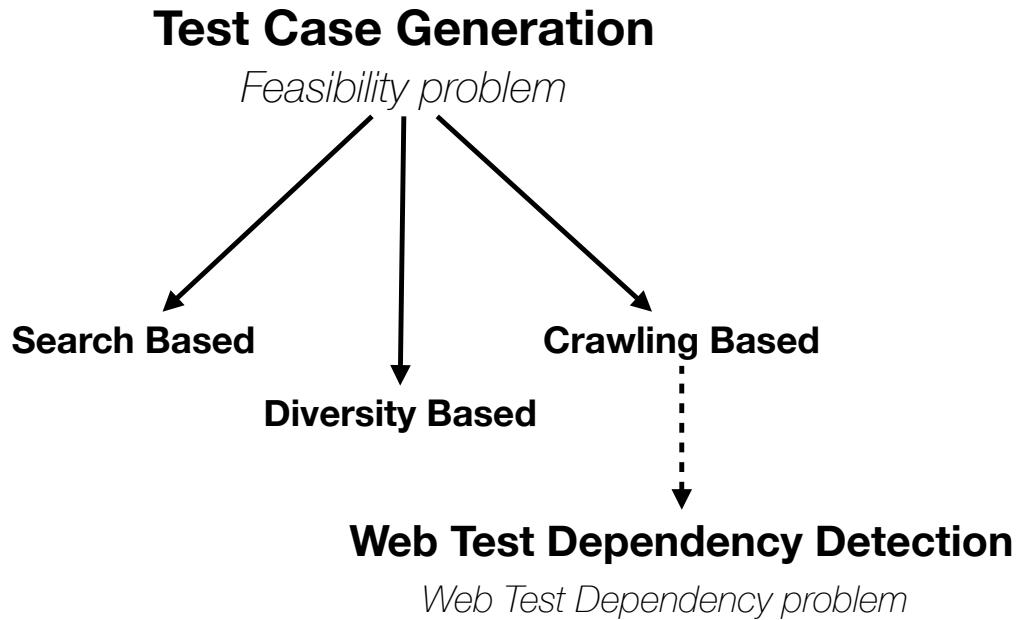 Test Case Generation
Feasibility problem
Search Based
Crawling Based
Diversity Based
Web Test Dependency Detection
Web Test Dependency problem